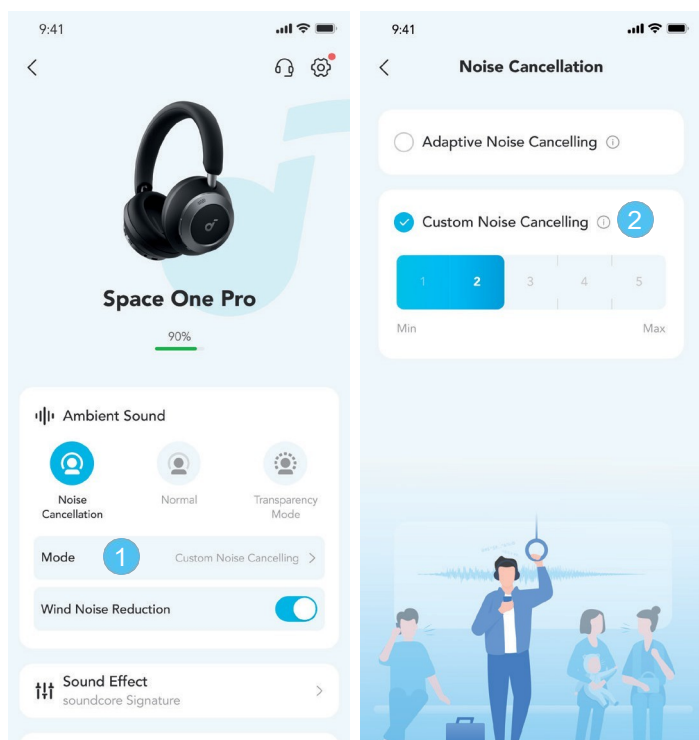 9:41
Space One Pro
90%
Ambient Sound
Noise
Cancellation
Normal
Transparency
Mode
Mode
1
Custom Noise Cancelling
Wind Noise Reduction
Sound Effect
soundcore Signature
9:41
Noise Cancellation
Adaptive Noise Cancelling
Custom Noise Cancelling
2
1 2 3 4 5
Min Max